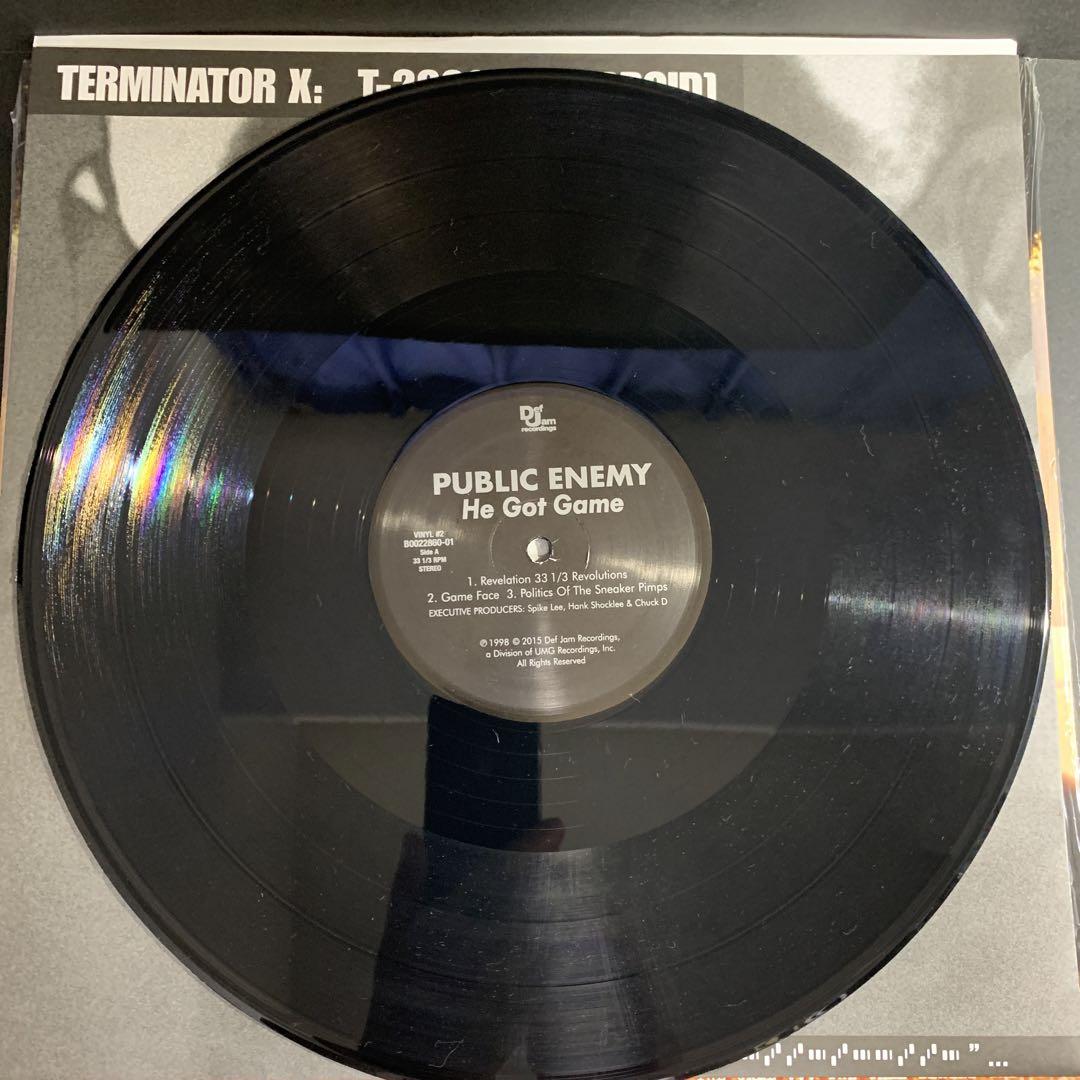 TERMINATOR X:
Def
Jam
recordings
PUBLIC ENEMY
He Got Game
VINYL #2
B0022860-01
Side A
33 1/3 RPM
STEREO
1. Revelation 33 1/3 Revolutions
2. Game Face 3. Politics Of The Sneaker Pimps
EXECUTIVE PRODUCERS: Spike Lee, Hank Shocklee & Chuck D
℗ 1998 © 2015 Def Jam Recordings,
a Division of UMG Recordings, Inc.
All Rights Reserved